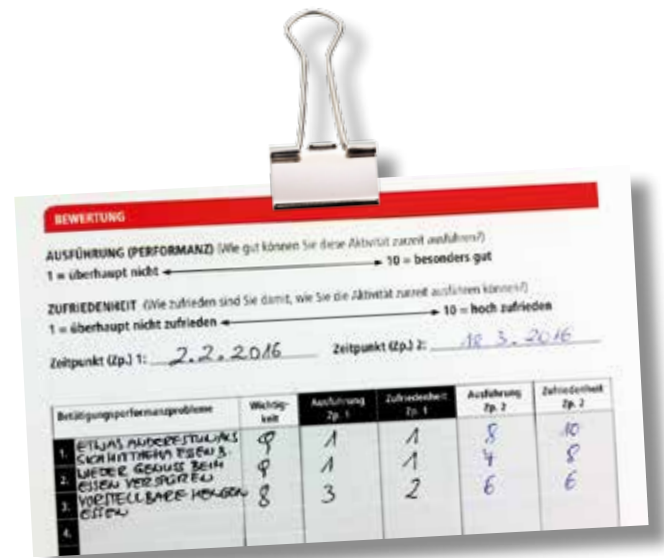 BEWERTUNG
AUSFÜHRUNG (PERFORMANZ) (Wie gut können Sie diese Aktivität zurzeit ausführen?)
1 = überhaupt nicht 10 = besonders gut
ZUFRIEDENHEIT (Wie zufrieden sind Sie damit, wie Sie die Aktivität zurzeit ausführen können?)
1 = überhaupt nicht zufrieden 10 = hoch zufrieden
Zeitpunkt (Zp.) 1: 2.2.2016 Zeitpunkt (Zp.) 2: 3.2016
Betätigungsperformanzprobleme Wichtig- Ausführung Zufriedenheit Ausführung Zufriedenheit
keit Zp. 1 Zp. 1 Zp. 2 Zp. 2
1. ETWAS ANDERES TUN ALS 9 1 1 8 10
SICH MIT THEMA ESSEN B.
2. WIEDER GENUSS BEIM 9 1 1 8
ESSEN VERSPÜREN
3. VORSTELLBARE MENGEN 8 3 2 6 6
ESSEN
4.